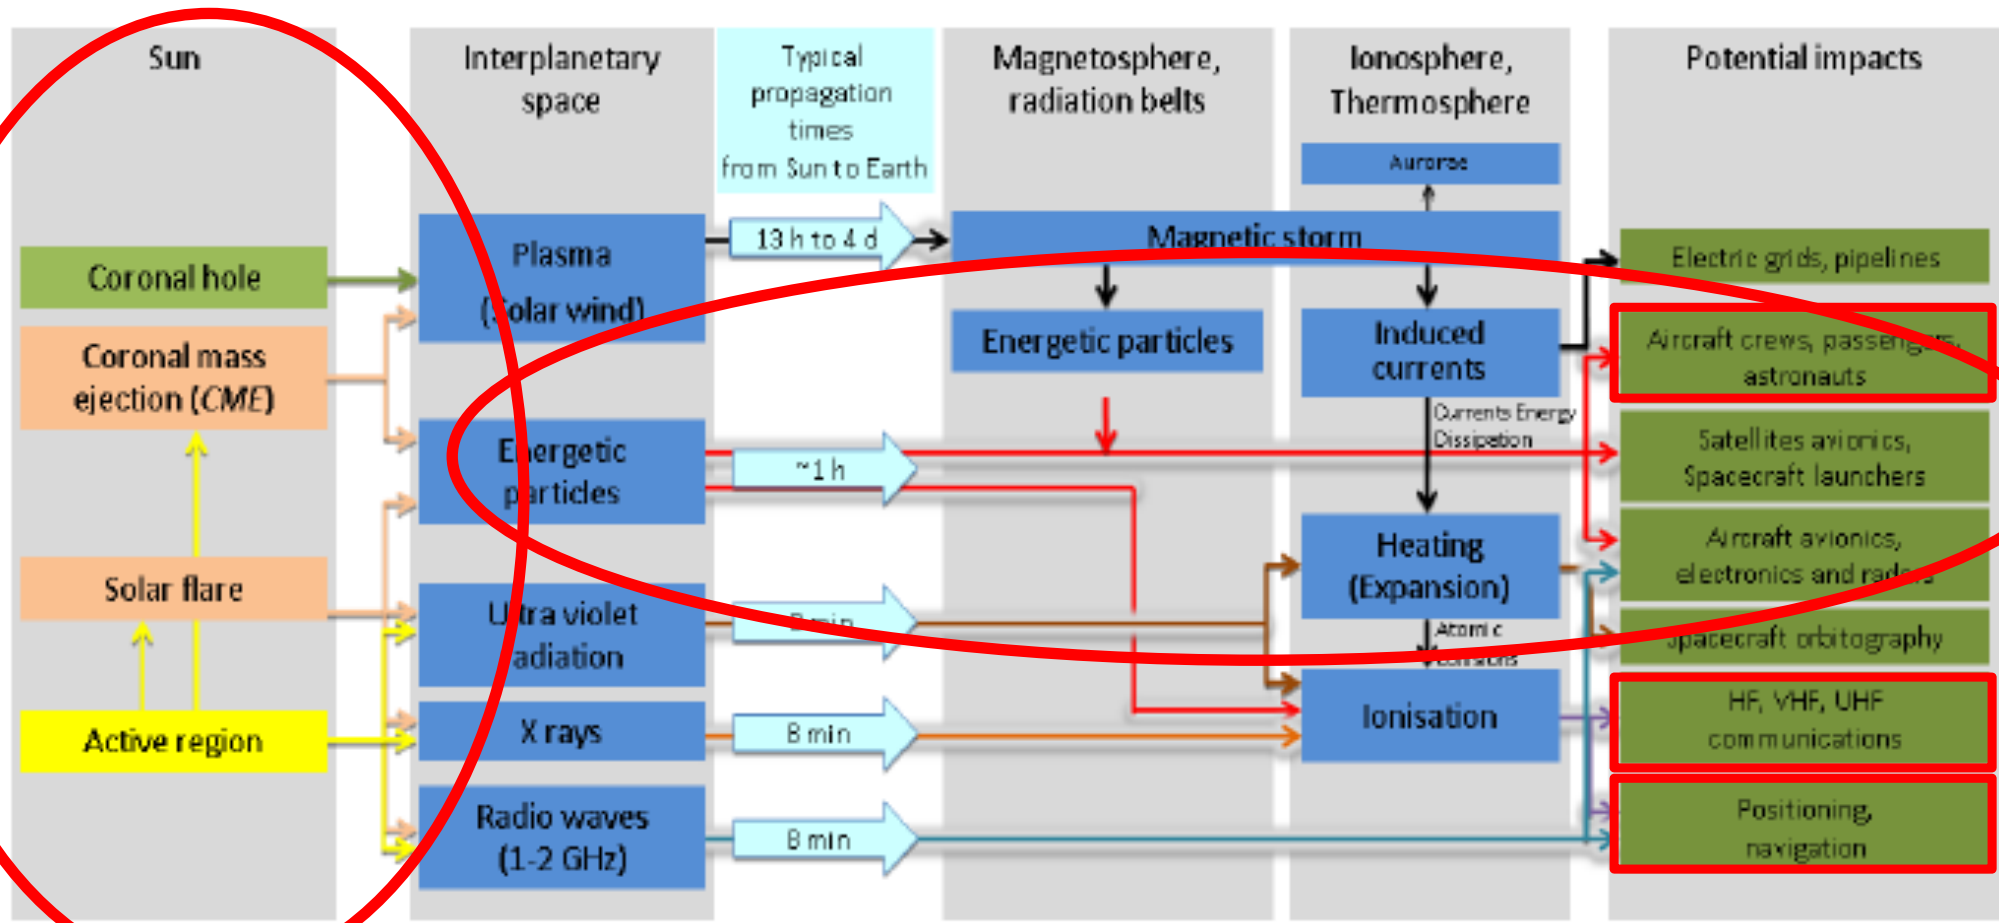 Sun
Interplanetary
space
Typical
propagation
times
from Sun to Earth
Magnetosphere,
radiation belts
Ionosphere,
Thermosphere
Potential impacts
Coronal hole
Coronal mass
ejection (CME)
Solar flare
Active region
Plasma
(Solar wind)
Energetic
particles
Ultra violet
radiation
X rays
Radio waves
(1-2 GHz)
13 h to 4 d
~1 h
8 min
8 min
8 min
Magnetic storm
Energetic particles
Aurorae
Induced
currents
Currents Energy
Dissipation
Heating
(Expansion)
Atomic
Ionisation
Electric grids, pipelines
Aircraft crews, passengers,
astronauts
Satellites avionics,
Spacecraft launchers
Aircraft avionics,
electronics and radars
Spacecraft orbitography
HF, VHF, UHF
communications
Positioning,
navigation